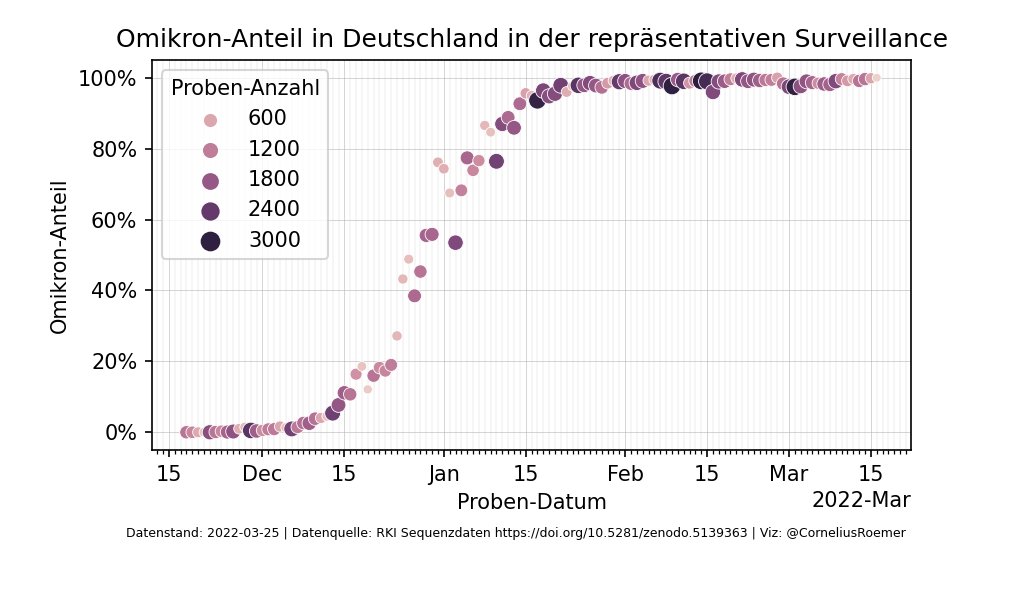 Omikron-Anteil in Deutschland in der repräsentativen Surveillance
Proben-Anzahl
600
1200
1800
2400
3000
100%
80%
60%
40%
20%
0%
Omikron-Anteil
15 Dec 15 Jan 15 Feb 15 Mar 15
Proben-Datum
2022-Mar
Datenstand: 2022-03-25 | Datenquelle: RKI Sequenzdaten https://doi.org/10.5281/zenodo.5139363 | Viz: @CorneliusRoemer